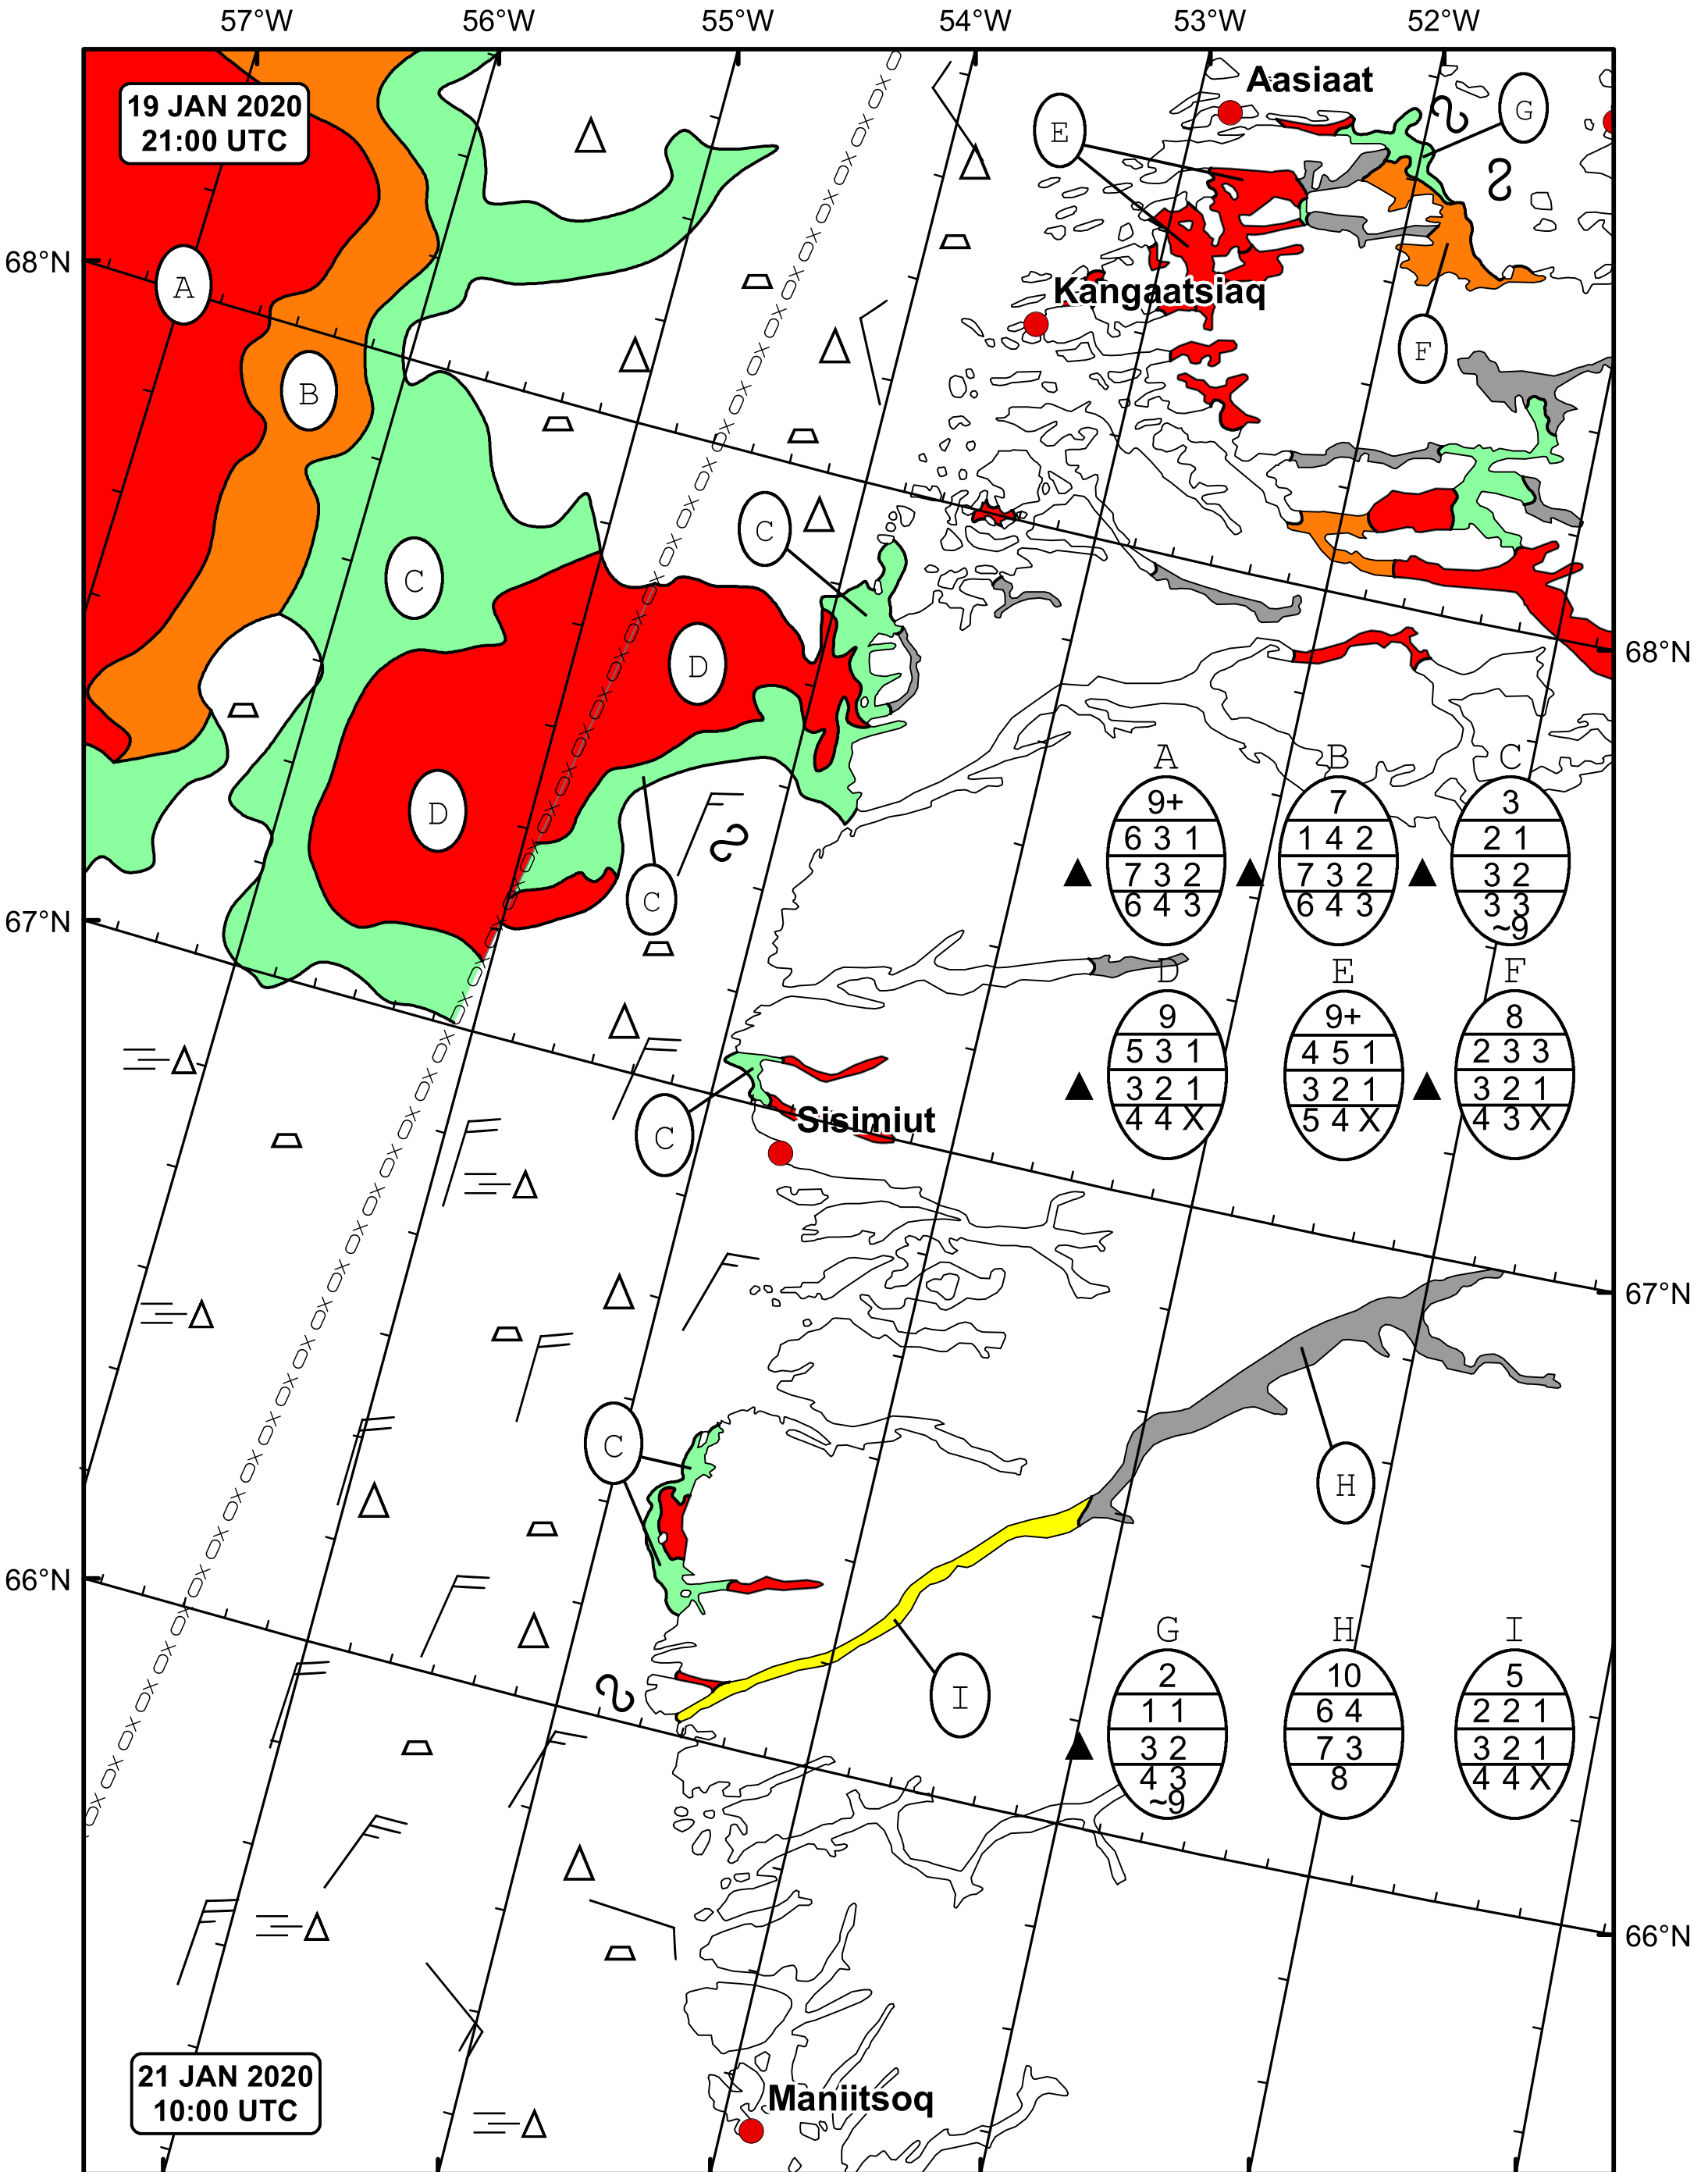 57°W 56°W 55°W 54°W 53°W 52°W
Aasiaat
19 JAN 2020
21:00 UTC
G
E
68°N
A
Kangaatsiaq
F
B
C
C
D
68°N
D
A B C
9+ 7 3
6 3 1 1 4 2 2 1
7 3 2 7 3 2 3 2
6 4 3 6 4 3 3 3
~9
C
67°N
D E F
9 9+ 8
5 3 1 4 5 1 2 3 3
3 2 1 3 2 1 3 2 1
4 4 X 5 4 X 4 3 X
C
Sisimiut
67°N
C
H
66°N
I
G H I
2 10 5
1 1 6 4 2 2 1
3 2 7 3 3 2 1
4 3 8 4 4 X
~9
66°N
21 JAN 2020
10:00 UTC
Maniitsoq